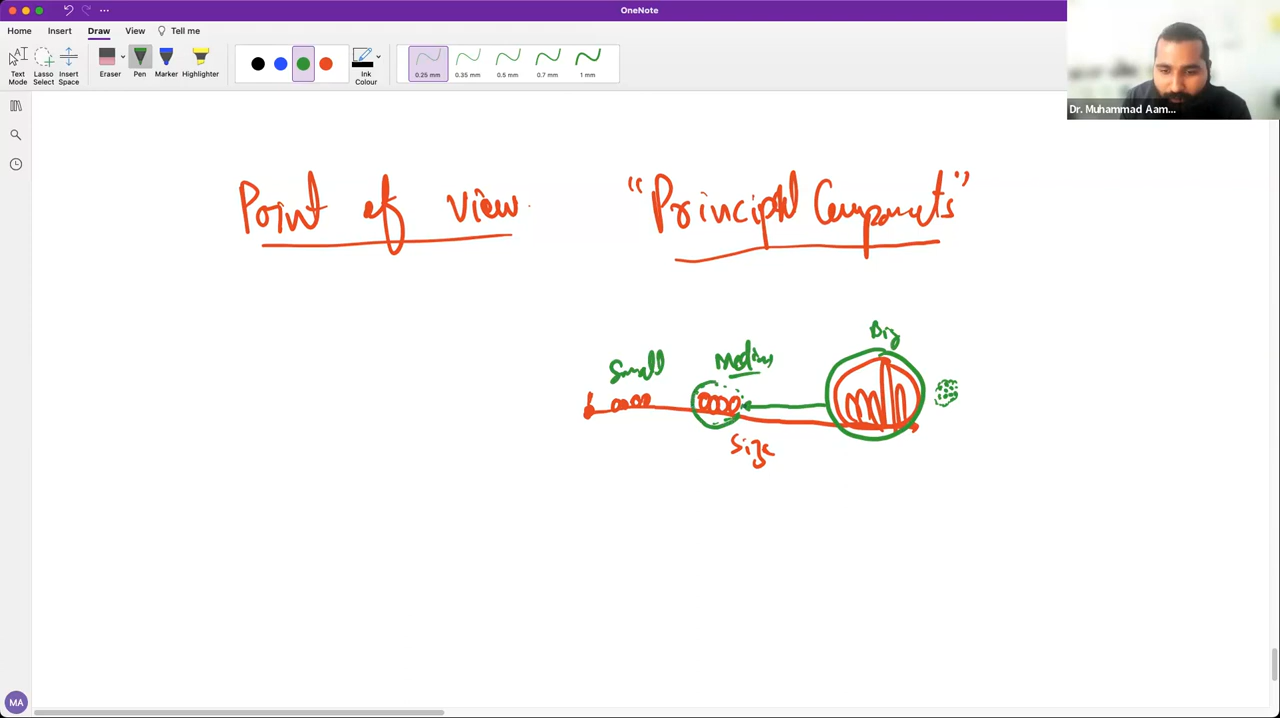 OneNote
Home Insert Draw View Tell me
Text Mode
Lasso Select
Insert Space
Eraser
Pen
Marker
Highlighter
Ink Colour
0.25 mm
0.35 mm
0.5 mm
0.7 mm
1 mm
Dr. Muhammad Aam...
Point of view
"Principal Components"
Big
Small
Medium
Size
MA